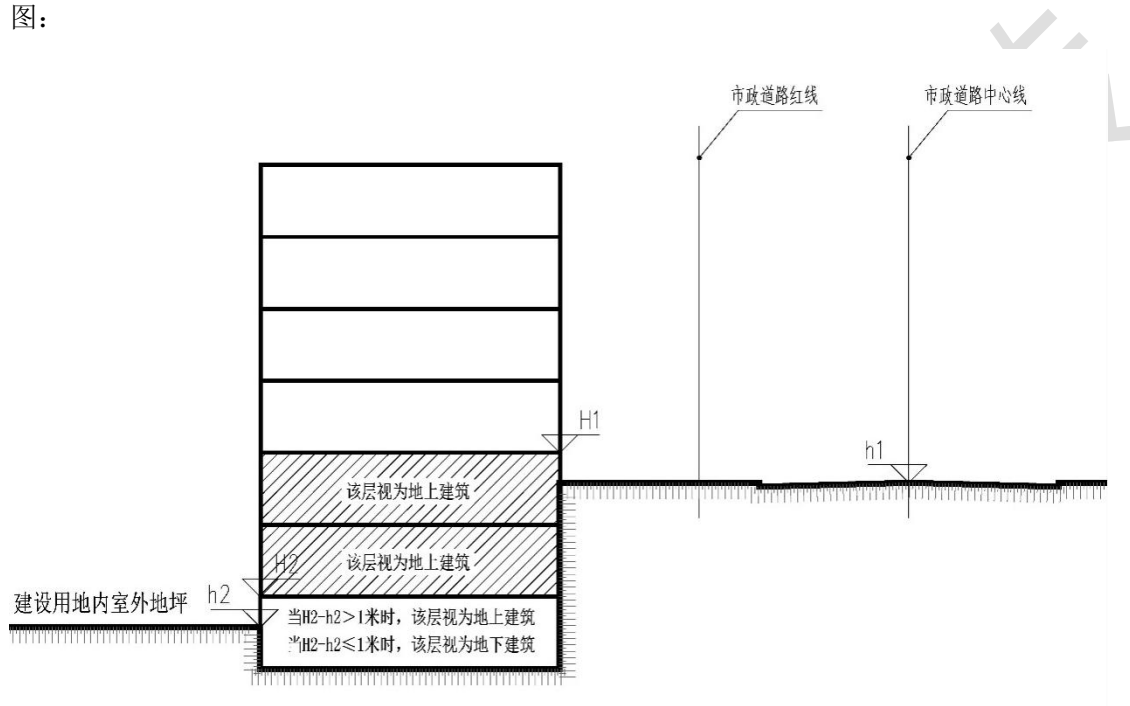 图：
市政道路红线
市政道路中心线
H1
h1
该层视为地上建筑
该层视为地上建筑
H2
h2
建设用地内室外地坪
当H2-h2>1米时，该层视为地上建筑
当H2-h2≤1米时，该层视为地下建筑